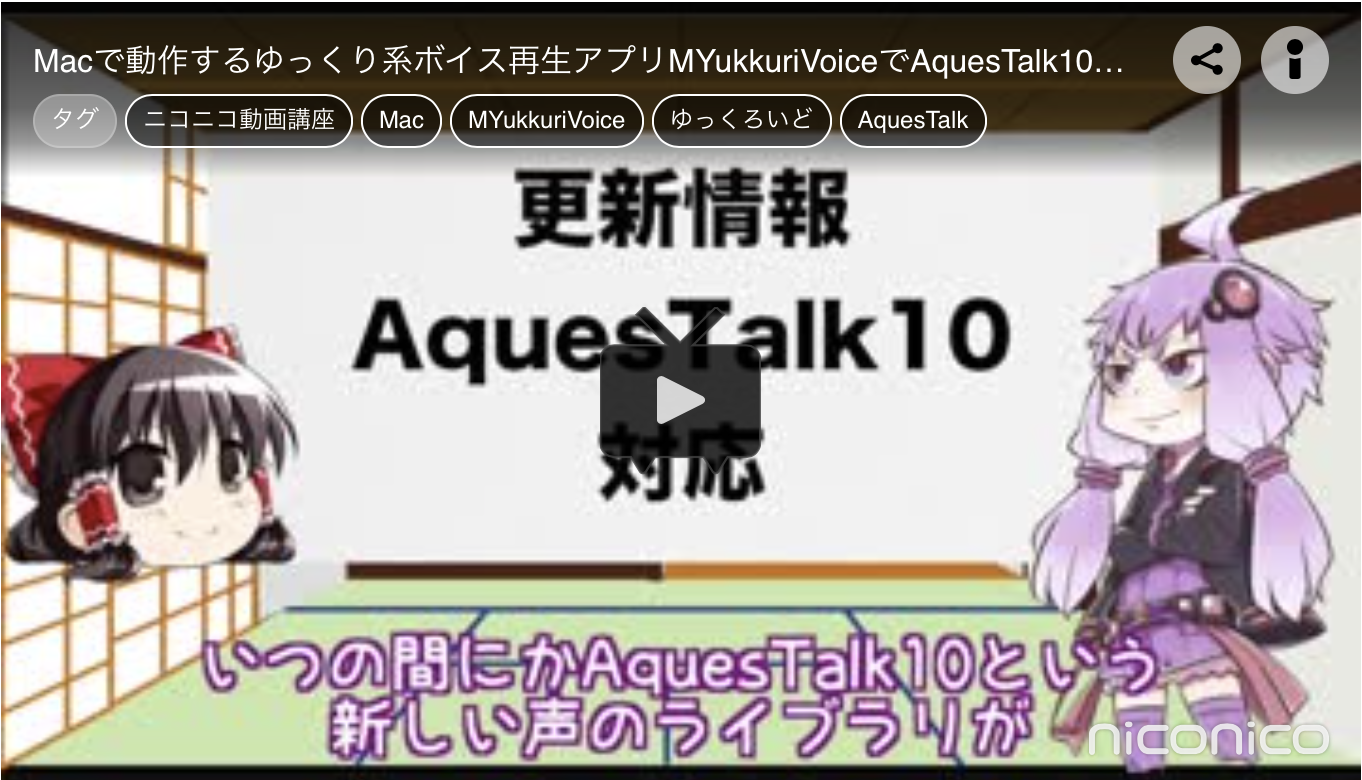 Macで動作するゆっくり系ボイス再生アプリMYukkuriVoiceでAquesTalk10…
タグ ニコニコ動画講座 Mac MYukkuriVoice ゆっくろいど AquesTalk
更新情報
AquesTalk10
対応
いつの間にかAquesTalk10という
新しい声のライブラリが
niconico